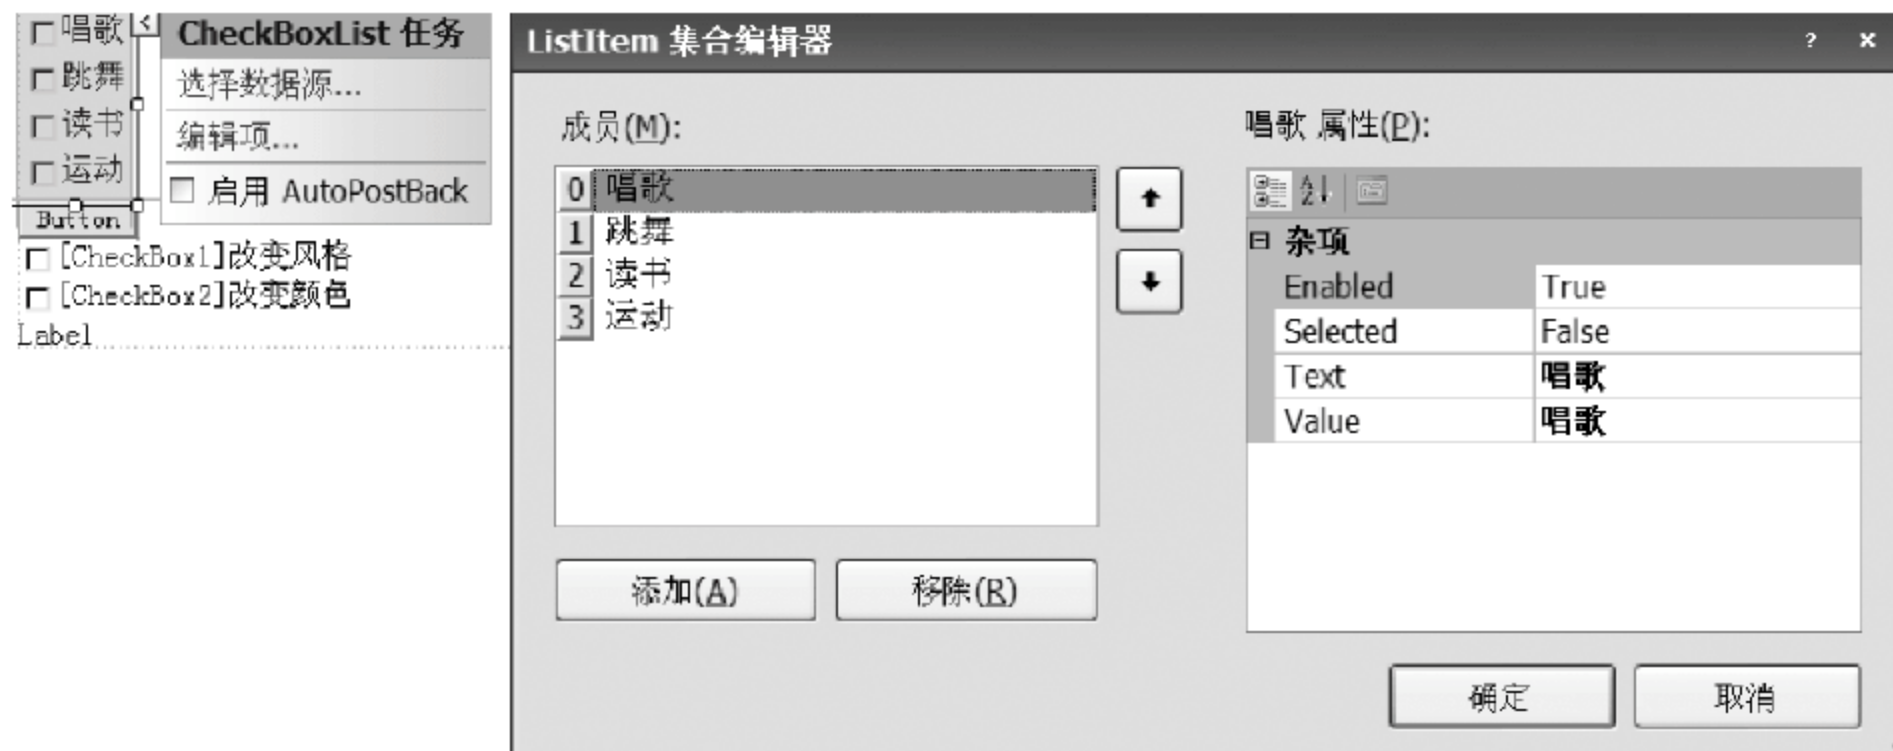 唱歌
跳舞
读书
运动
Button
[CheckBox1]改变风格
[CheckBox2]改变颜色
Label
CheckBoxList 任务
选择数据源...
编辑项...
启用 AutoPostBack
ListItem 集合编辑器
? ×
成员(M):
0 唱歌
1 跳舞
2 读书
3 运动
添加(A) 移除(R)
唱歌 属性(P):
杂项
Enabled True
Selected False
Text 唱歌
Value 唱歌
确定 取消